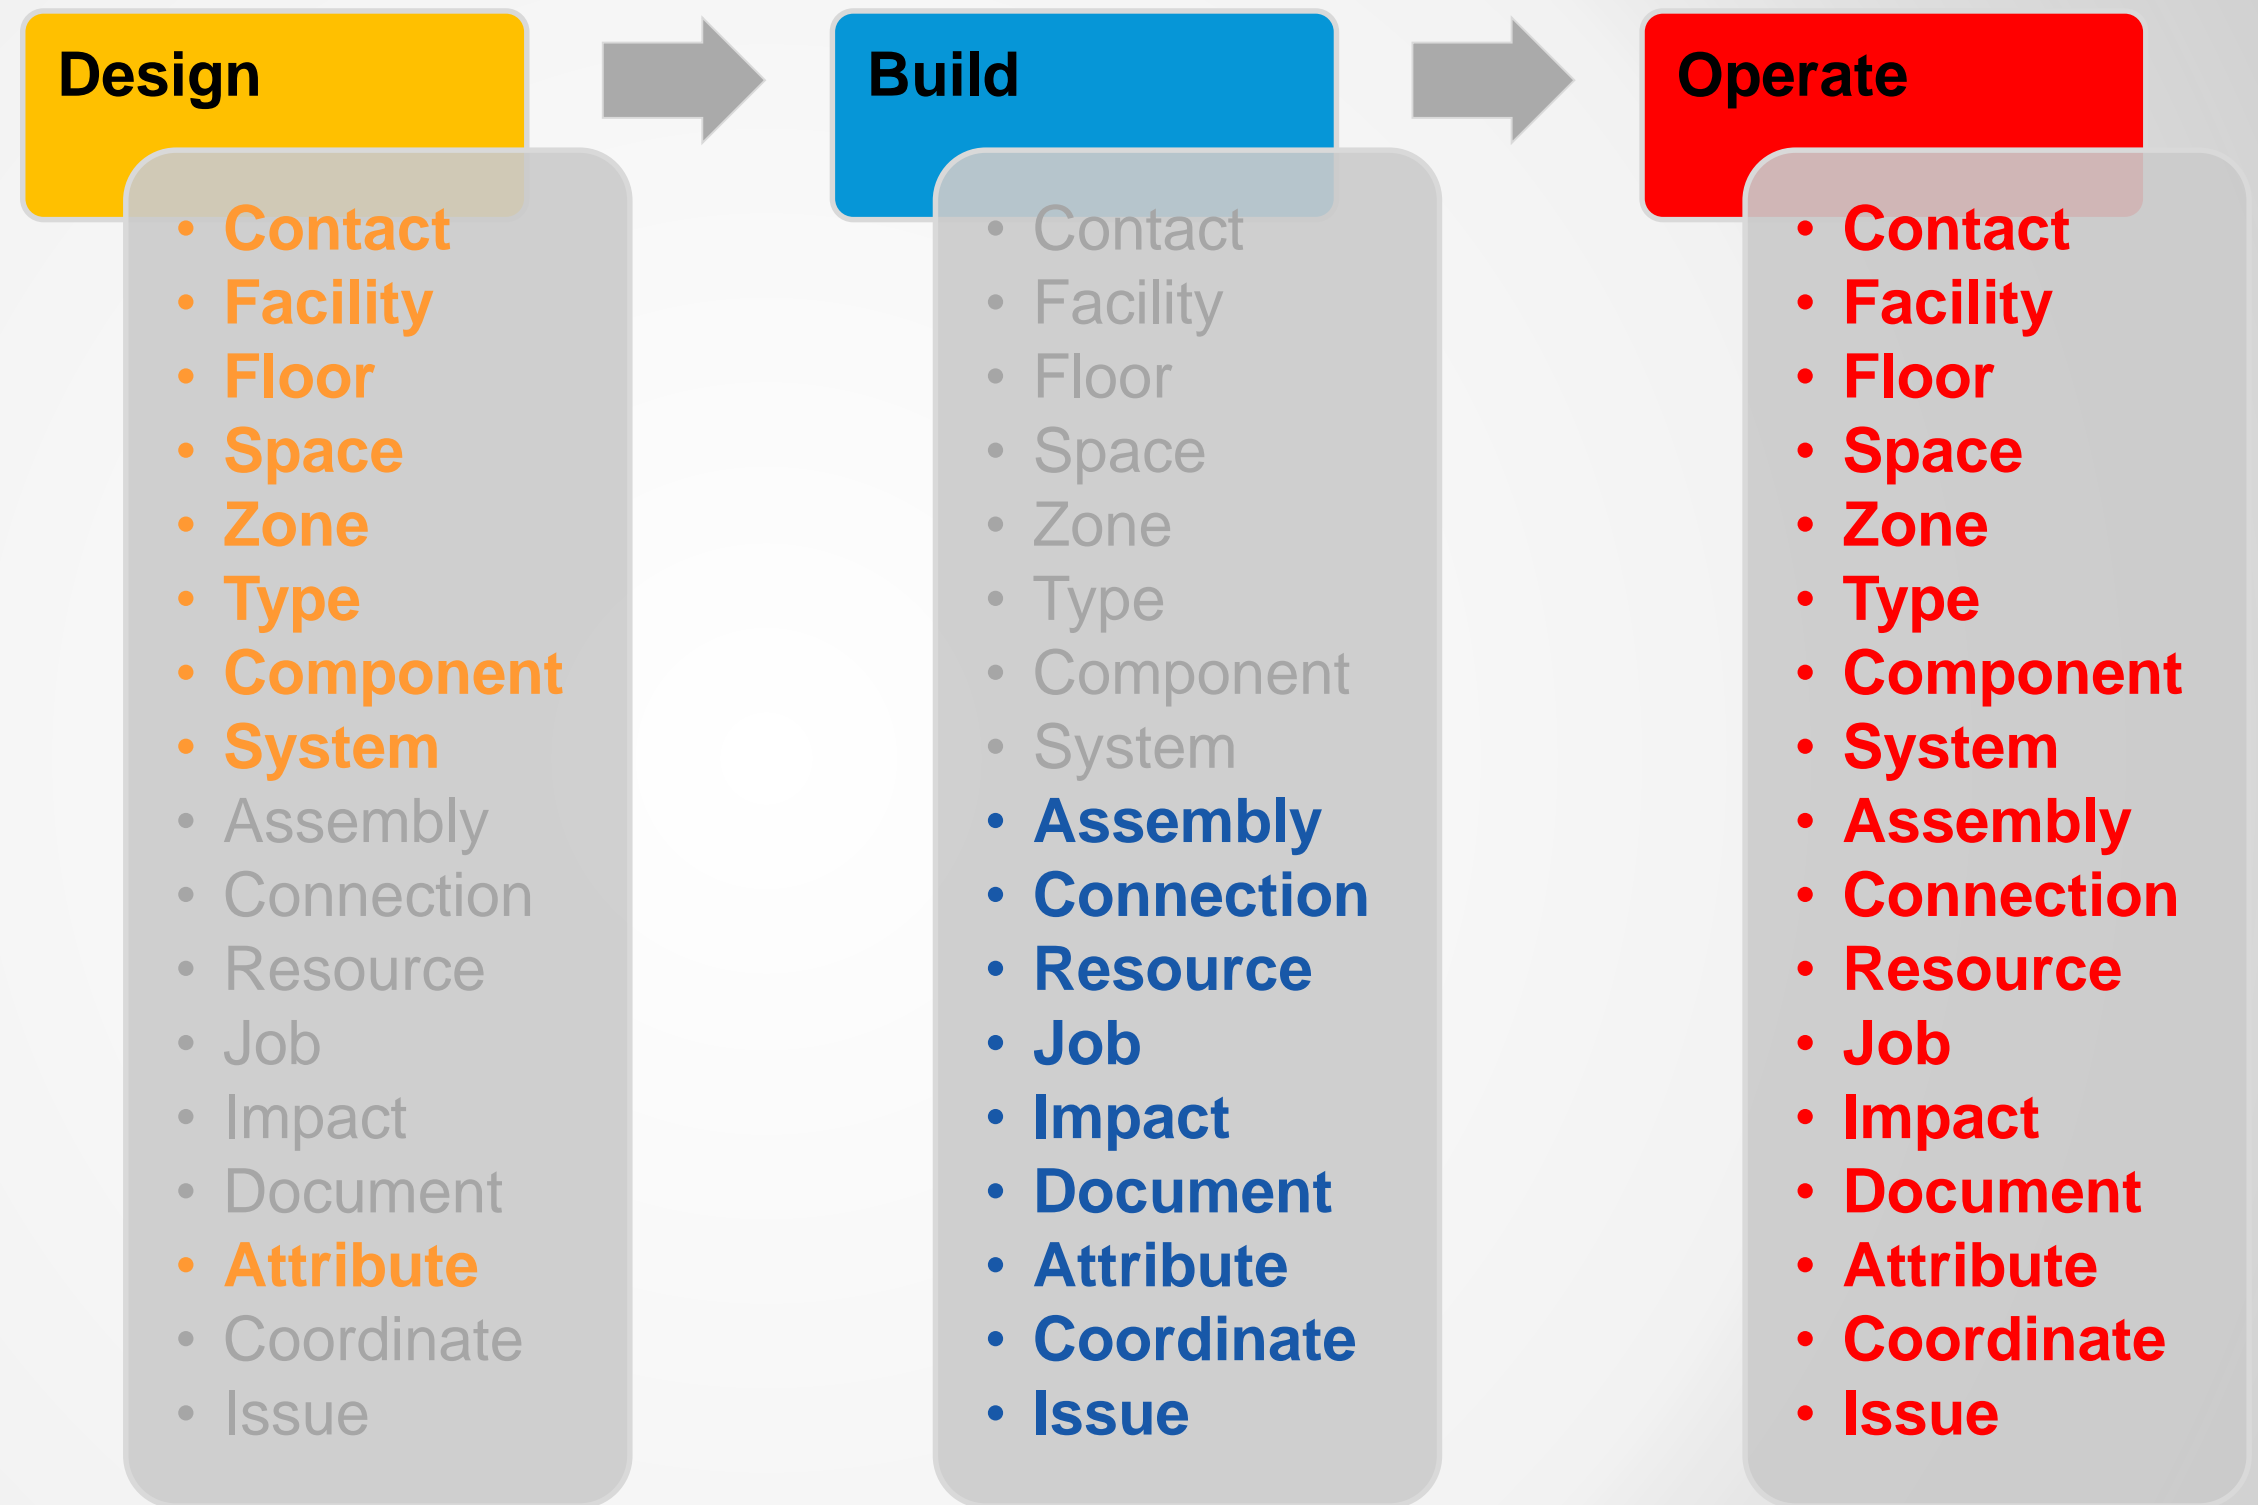 Design
• Contact
• Facility
• Floor
• Space
• Zone
• Type
• Component
• System
• Assembly
• Connection
• Resource
• Job
• Impact
• Document
• Attribute
• Coordinate
• Issue
Build
• Contact
• Facility
• Floor
• Space
• Zone
• Type
• Component
• System
• Assembly
• Connection
• Resource
• Job
• Impact
• Document
• Attribute
• Coordinate
• Issue
Operate
• Contact
• Facility
• Floor
• Space
• Zone
• Type
• Component
• System
• Assembly
• Connection
• Resource
• Job
• Impact
• Document
• Attribute
• Coordinate
• Issue